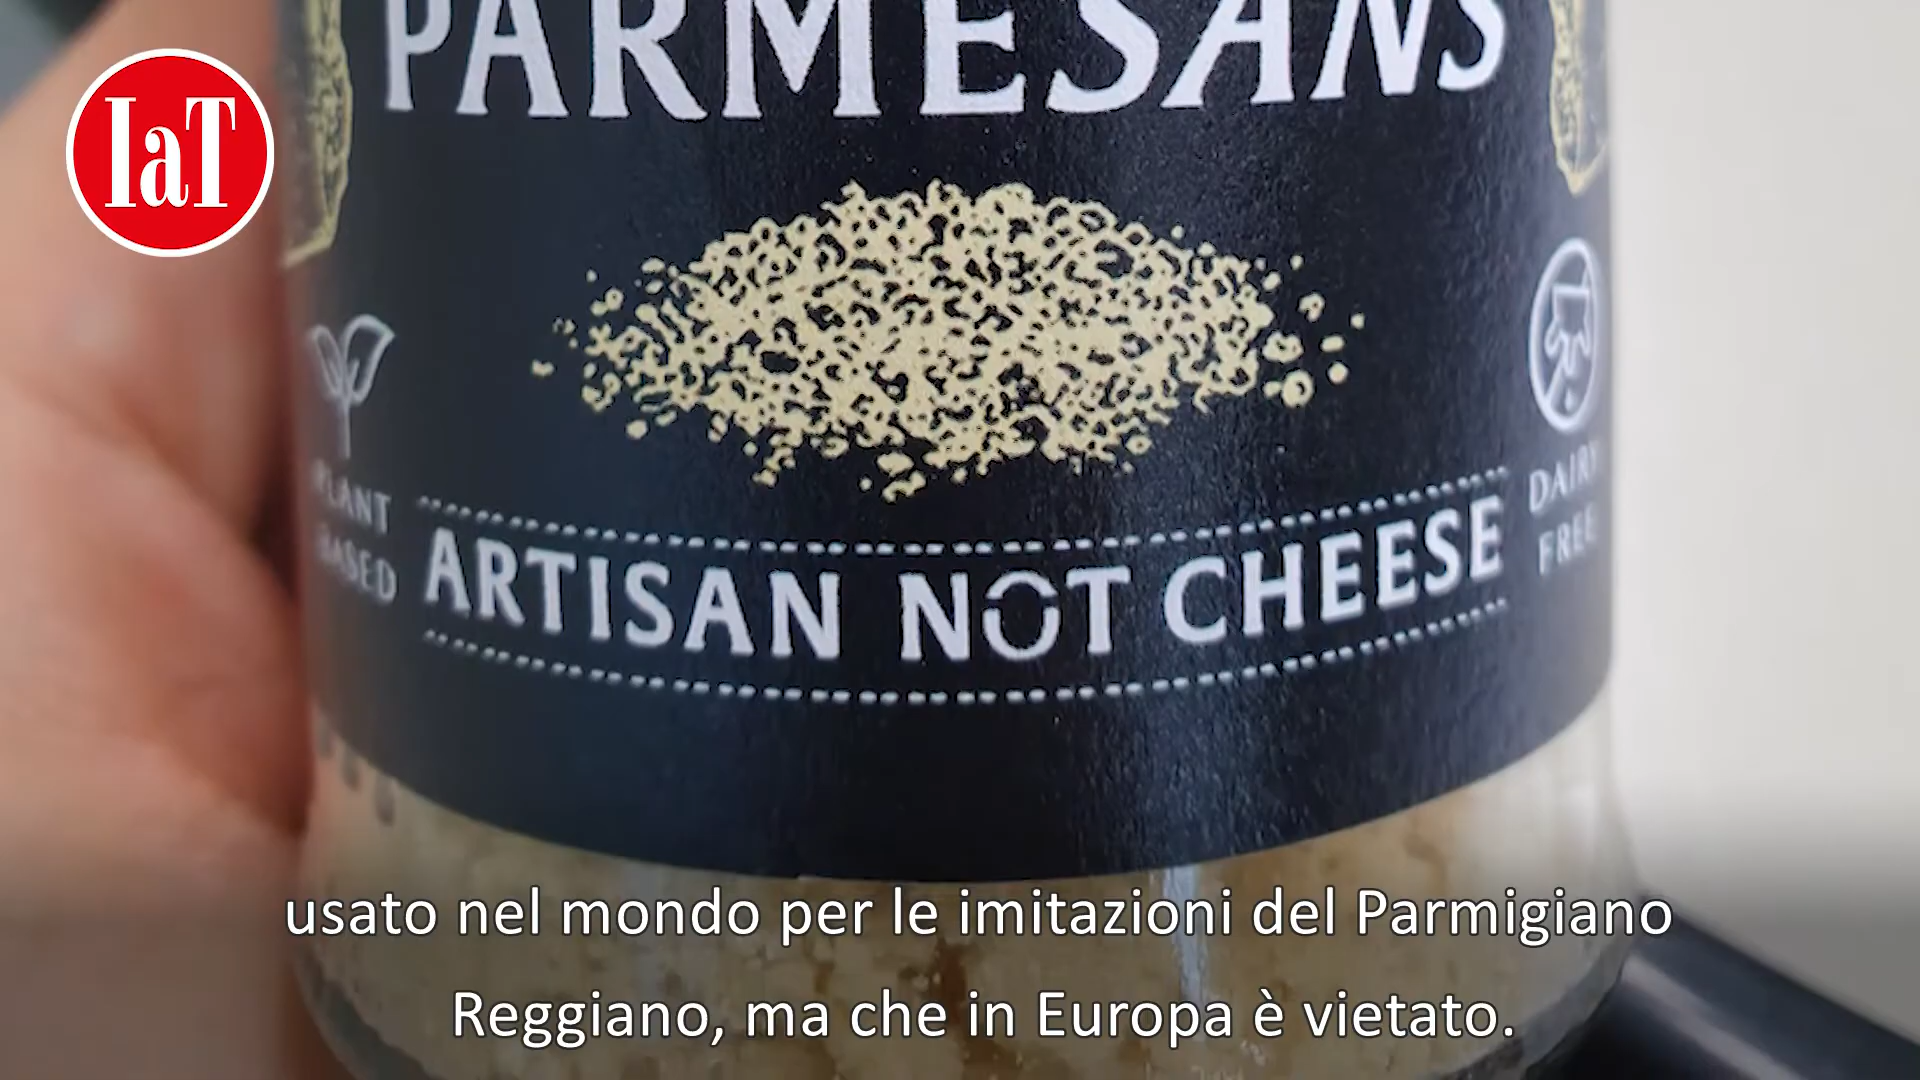 PARMESANS
IaT
PLANT
BASED
DAIRY
FREE
ARTISAN NOT CHEESE
usato nel mondo per le imitazioni del Parmigiano
Reggiano, ma che in Europa è vietato.